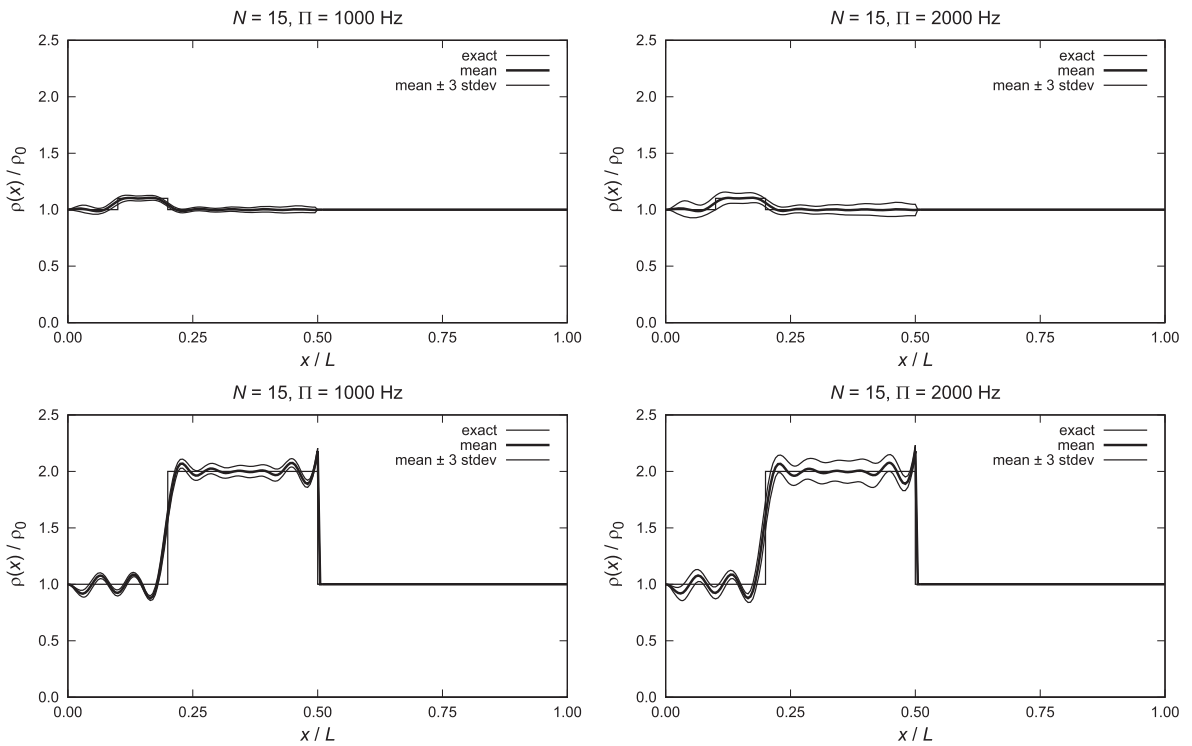 N = 15, Π = 1000 Hz
2.5
2.0
1.5
1.0
0.5
0.0
ρ(x) / ρ0
exact
mean
mean ± 3 stdev
0.00 0.25 0.50 0.75 1.00
x / L
N = 15, Π = 2000 Hz
2.5
2.0
1.5
1.0
0.5
0.0
ρ(x) / ρ0
exact
mean
mean ± 3 stdev
0.00 0.25 0.50 0.75 1.00
x / L
N = 15, Π = 1000 Hz
2.5
2.0
1.5
1.0
0.5
0.0
ρ(x) / ρ0
exact
mean
mean ± 3 stdev
0.00 0.25 0.50 0.75 1.00
x / L
N = 15, Π = 2000 Hz
2.5
2.0
1.5
1.0
0.5
0.0
ρ(x) / ρ0
exact
mean
mean ± 3 stdev
0.00 0.25 0.50 0.75 1.00
x / L